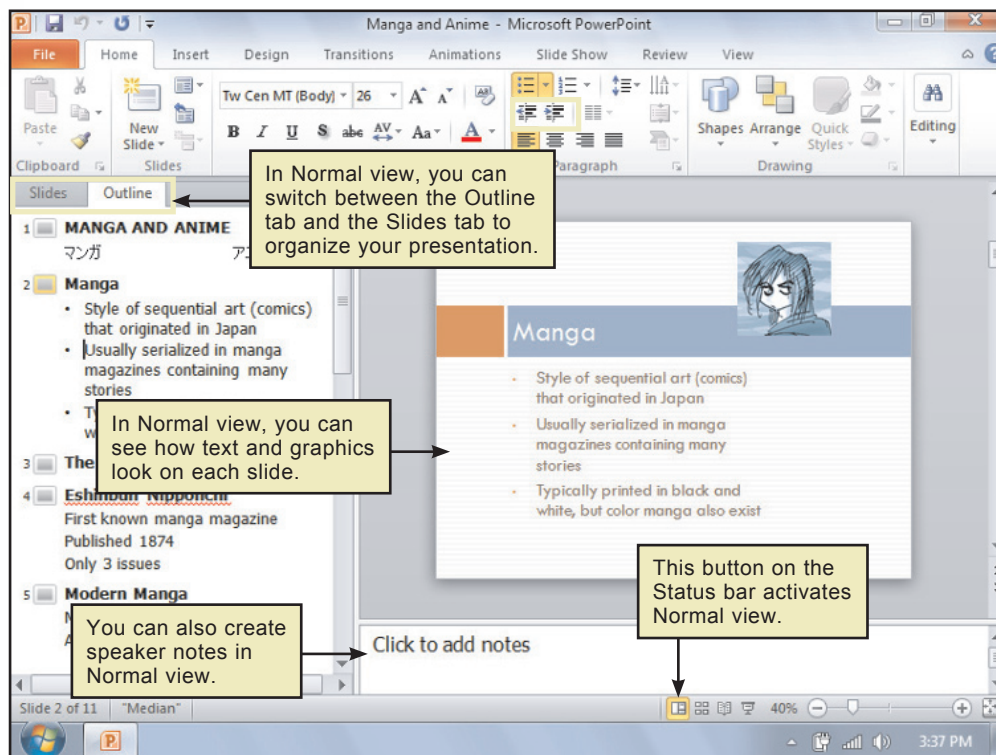 Manga and Anime - Microsoft PowerPoint
File Home Insert Design Transitions Animations Slide Show Review View
Tw Cen MT (Body) 26
Paste
New
Slide
B I U S abc AV Aa A
Shapes Arrange Quick
Styles
Editing
Clipboard Slides Paragraph Drawing
Slides Outline
In Normal view, you can
switch between the Outline
tab and the Slides tab to
organize your presentation.
1 MANGA AND ANIME
マンガ
2 Manga
• Style of sequential art (comics)
that originated in Japan
• Usually serialized in manga
magazines containing many
stories
3 The
4 Eshinbun Nipponchi
First known manga magazine
Published 1874
Only 3 issues
5 Modern Manga
In Normal view, you can
see how text and graphics
look on each slide.
You can also create
speaker notes in
Normal view.
Manga
• Style of sequential art (comics)
that originated in Japan
• Usually serialized in manga
magazines containing many
stories
• Typically printed in black and
white, but color manga also exist
This button on the
Status bar activates
Normal view.
Click to add notes
Slide 2 of 11 "Median" 40%
3:37 PM